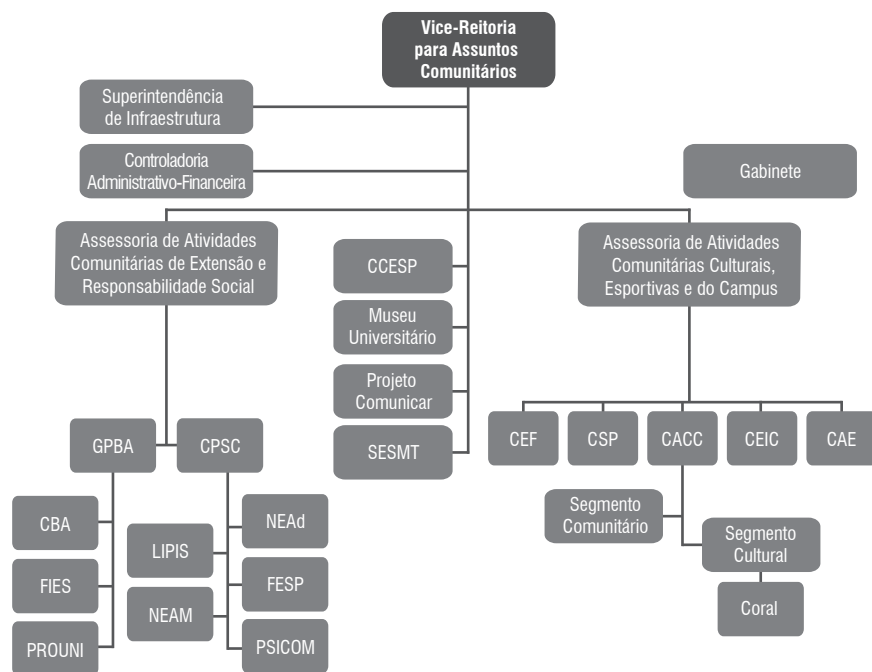 Vice-Reitoria
para Assuntos
Comunitários
Superintendência
de Infraestrutura
Controladoria
Administrativo-Financeira
Gabinete
Assessoria de Atividades
Comunitárias de Extensão e
Responsabilidade Social
CCESP
Museu
Universitário
Projeto
Comunicar
SESMT
Assessoria de Atividades
Comunitárias Culturais,
Esportivas e do Campus
GPBA
CPSC
CBA
FIES
PROUNI
LIPIS
NEAM
NEAd
FESP
PSICOM
CEF
CSP
CACC
CEIC
CAE
Segmento
Comunitário
Segmento
Cultural
Coral